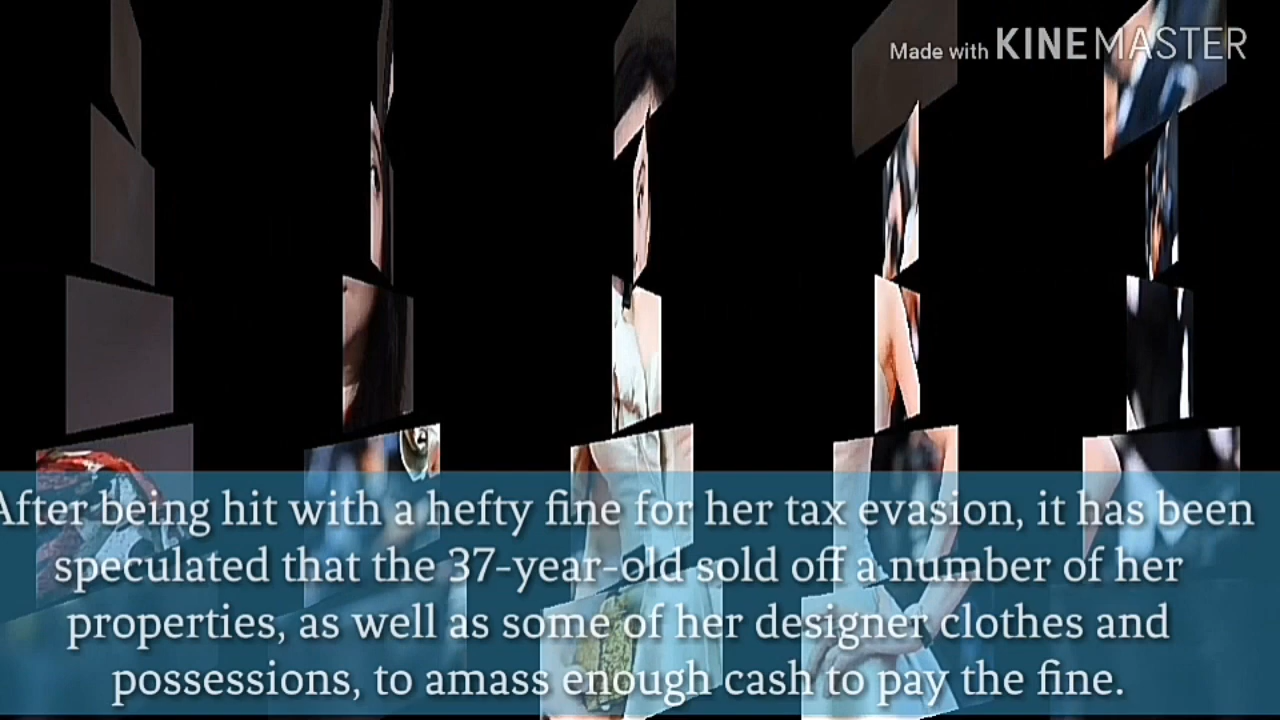 Made with KINEMASTER
After being hit with a hefty fine for her tax evasion, it has been
speculated that the 37-year-old sold off a number of her
properties, as well as some of her designer clothes and
possessions, to amass enough cash to pay the fine.